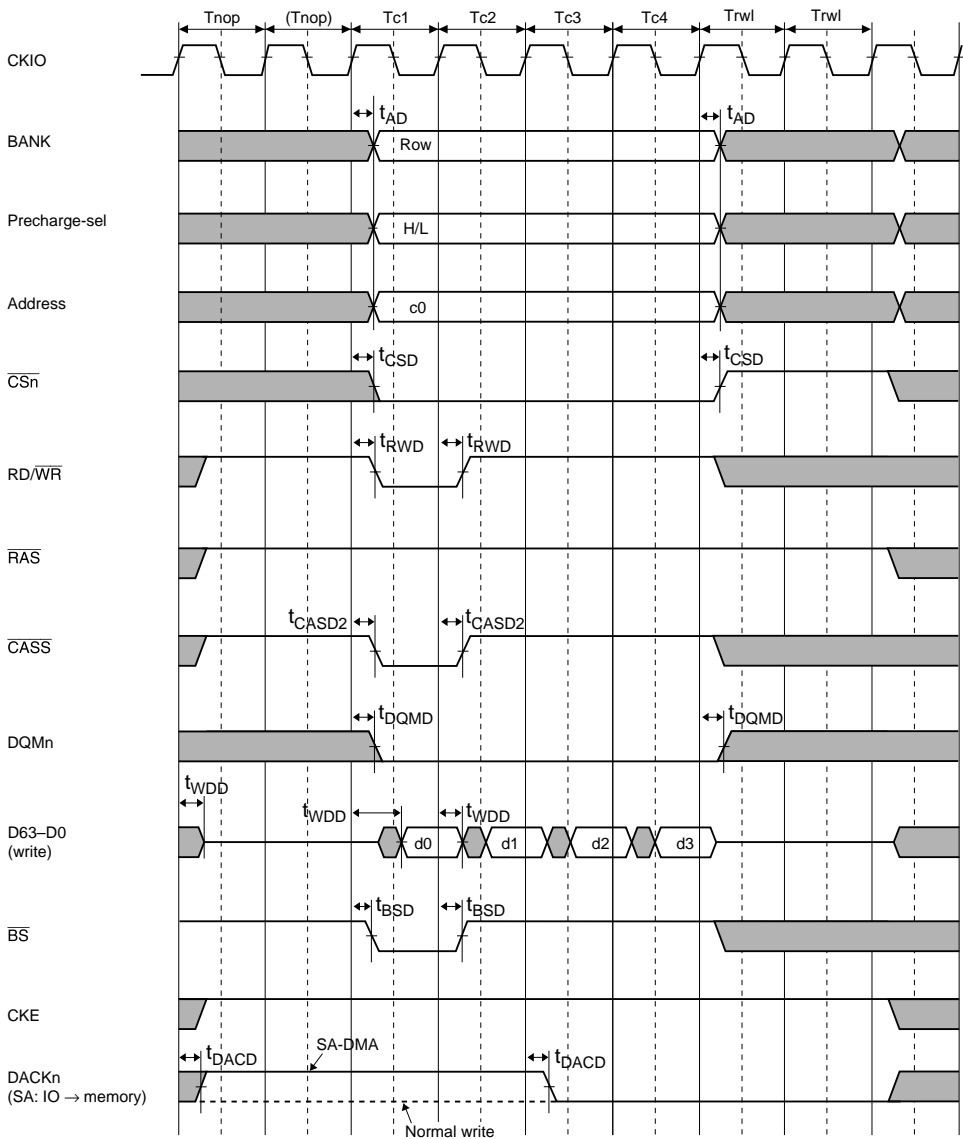 Tnop (Tnop) Tc1 Tc2 Tc3 Tc4 Trwl Trwl
CKIO
tAD tAD
BANK Row
Precharge-sel H/L
Address c0
tCSD tCSD
CSn
tRWD tRWD
RD/WR
RAS
tCASD2 tCASD2
CASS
tDQMD tDQMD
DQMn
tWDD tWDD tWDD
D63–D0 d0 d1 d2 d3
(write)
tBSD tBSD
BS
CKE
SA-DMA
tDACD tDACD
DACKn
(SA: IO → memory)
Normal write